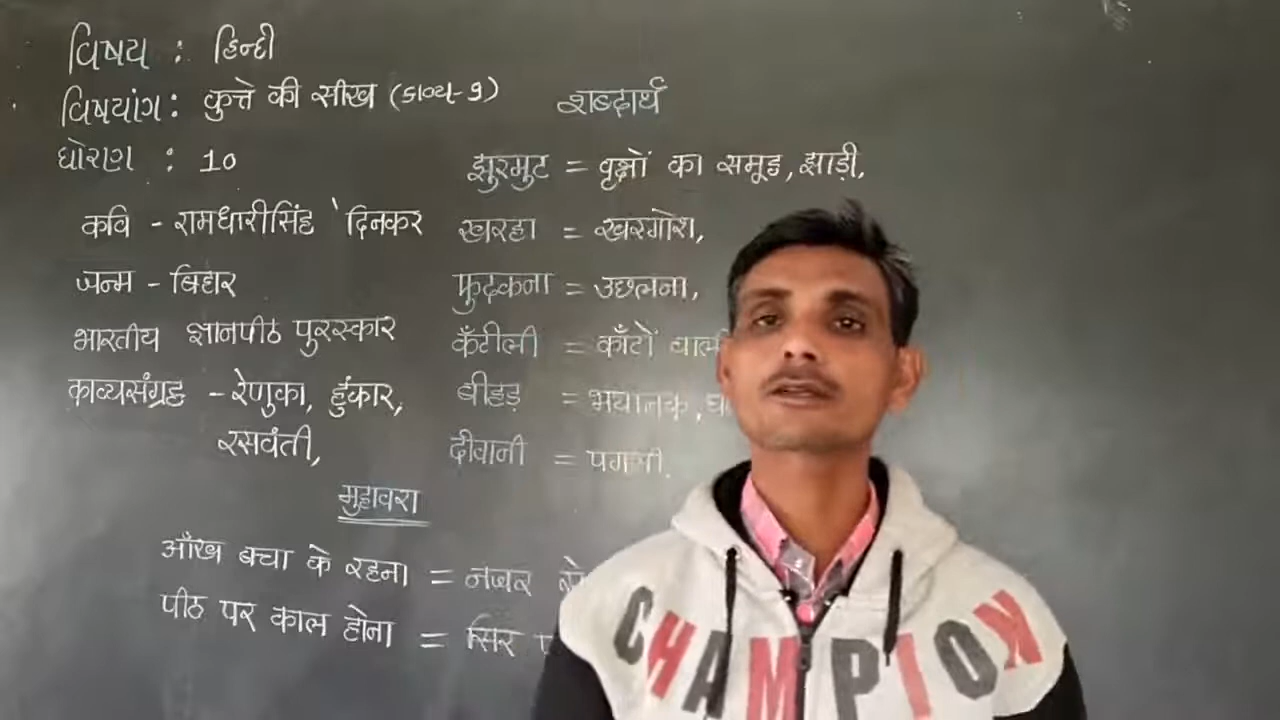 विषय : हिन्दी
विषयांग : कुत्ते की सीख (काव्य-9)
धोरण : 10
कवि - रामधारीसिंह 'दिनकर
जन्म - बिहार
भारतीय ज्ञानपीठ पुरस्कार
काव्यसंग्रह - रेणुका, हुंकार,
रसवंती,
शब्दार्थ
झुरमुट = वृक्षों का समूह, झाड़ी,
खरहा = खरगोश,
फुदकना = उछलना,
कँटीली = काँटों
बीहड़ = भयानक,
दीवानी = पगली.
मुहावरा
आँख बचा के रहना = नजर
पीठ पर काल होना = सिर
CHAMPION